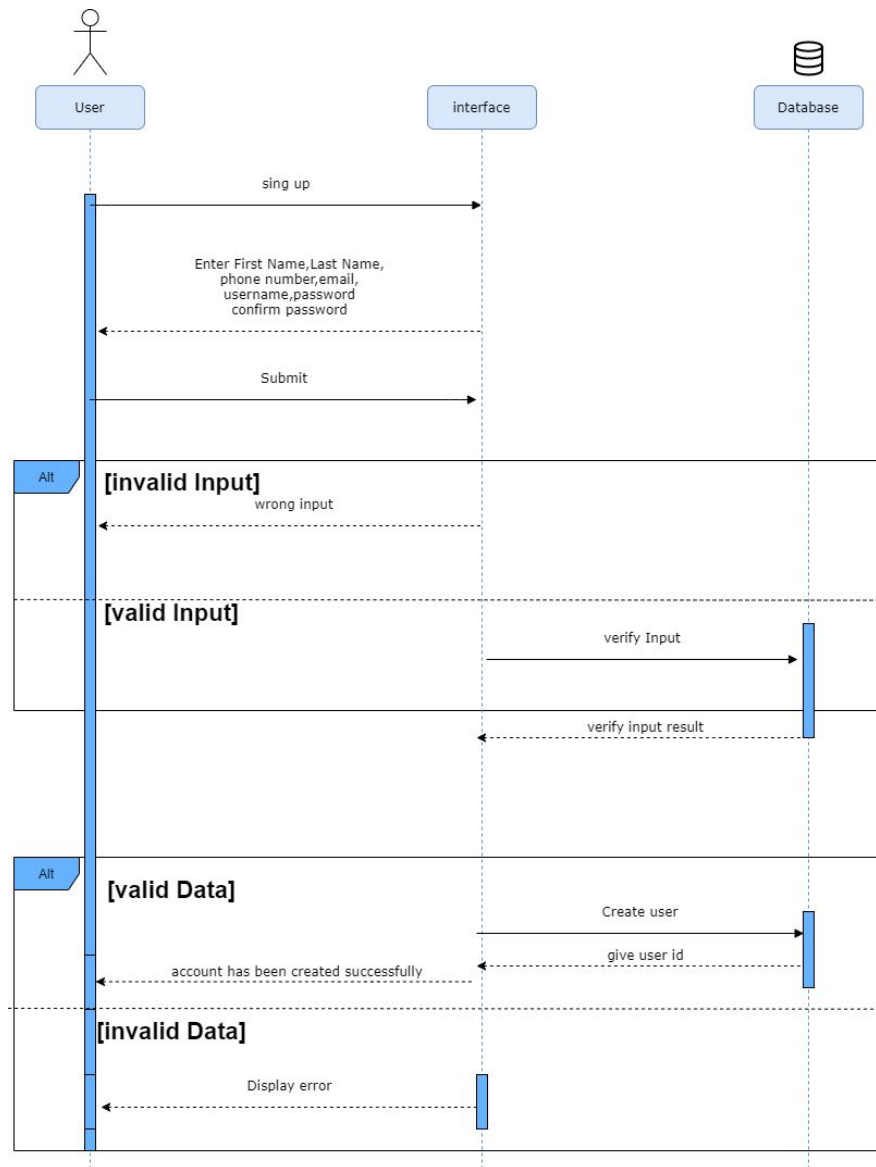 User
interface
Database
sing up
Enter First Name,Last Name,
phone number,email,
username,password
confirm password
Submit
Alt
[invalid Input]
wrong input
[valid Input]
verify Input
verify input result
Alt
[valid Data]
Create user
give user id
account has been created successfully
[invalid Data]
Display error